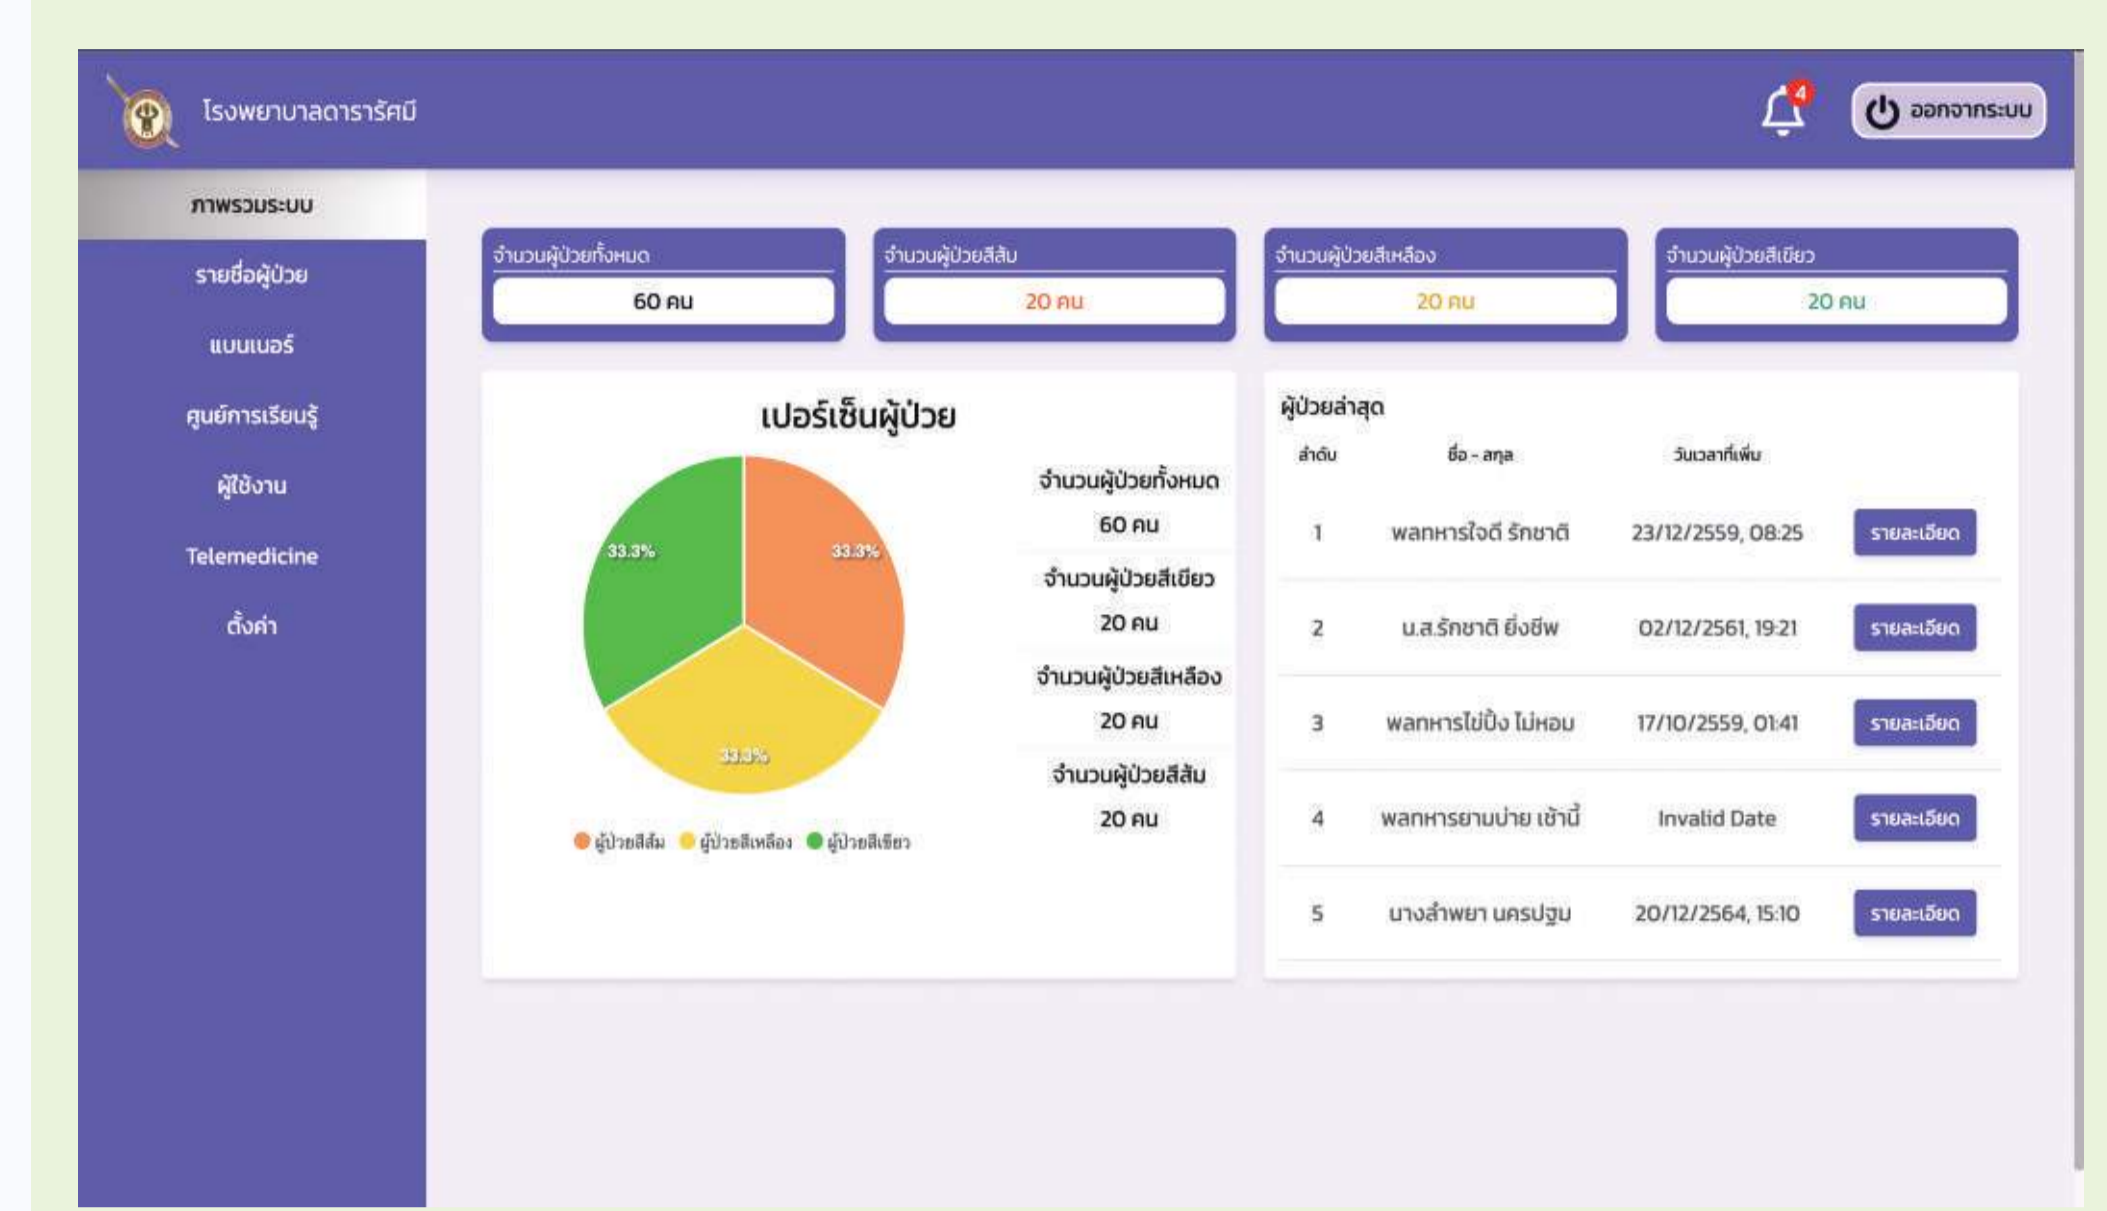 โรงพยาบาลดารารัศมี
4
ออกจากระบบ
ภาพรวมระบบ
รายชื่อผู้ป่วย
แบนเนอร์
ศูนย์การเรียนรู้
ผู้ใช้งาน
Telemedicine
ตั้งค่า
จำนวนผู้ป่วยทั้งหมด
60 คน
จำนวนผู้ป่วยสีส้ม
20 คน
จำนวนผู้ป่วยสีเหลือง
20 คน
จำนวนผู้ป่วยสีเขียว
20 คน
เปอร์เซ็นผู้ป่วย
33.3%
33.3%
33.3%
ผู้ป่วยสีส้ม ผู้ป่วยสีเหลือง ผู้ป่วยสีเขียว
จำนวนผู้ป่วยทั้งหมด
60 คน
จำนวนผู้ป่วยสีเขียว
20 คน
จำนวนผู้ป่วยสีเหลือง
20 คน
จำนวนผู้ป่วยสีส้ม
20 คน
ผู้ป่วยล่าสุด
ลำดับ ชื่อ - สกุล วันเวลาที่เพิ่ม
1 พลทหารใจดี รักชาติ 23/12/2559, 08:25 รายละเอียด
2 น.ส.รักชาติ ยิ่งชีพ 02/12/2561, 19:21 รายละเอียด
3 พลทหารไข่ปิ้ง ไม่หอม 17/10/2559, 01:41 รายละเอียด
4 พลทหารยามบ่าย เช้านี้ Invalid Date รายละเอียด
5 นางลำพยา นครปฐม 20/12/2564, 15:10 รายละเอียด